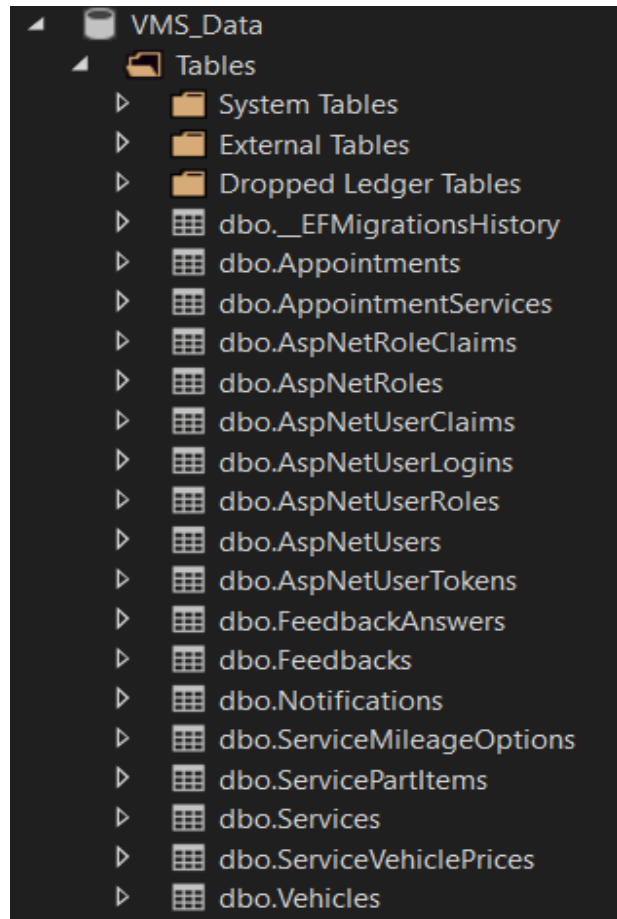 VMS_Data
Tables
System Tables
External Tables
Dropped Ledger Tables
dbo.__EFMigrationsHistory
dbo.Appointments
dbo.AppointmentServices
dbo.AspNetRoleClaims
dbo.AspNetRoles
dbo.AspNetUserClaims
dbo.AspNetUserLogins
dbo.AspNetUserRoles
dbo.AspNetUsers
dbo.AspNetUserTokens
dbo.FeedbackAnswers
dbo.Feedbacks
dbo.Notifications
dbo.ServiceMileageOptions
dbo.ServicePartItems
dbo.Services
dbo.ServiceVehiclePrices
dbo.Vehicles